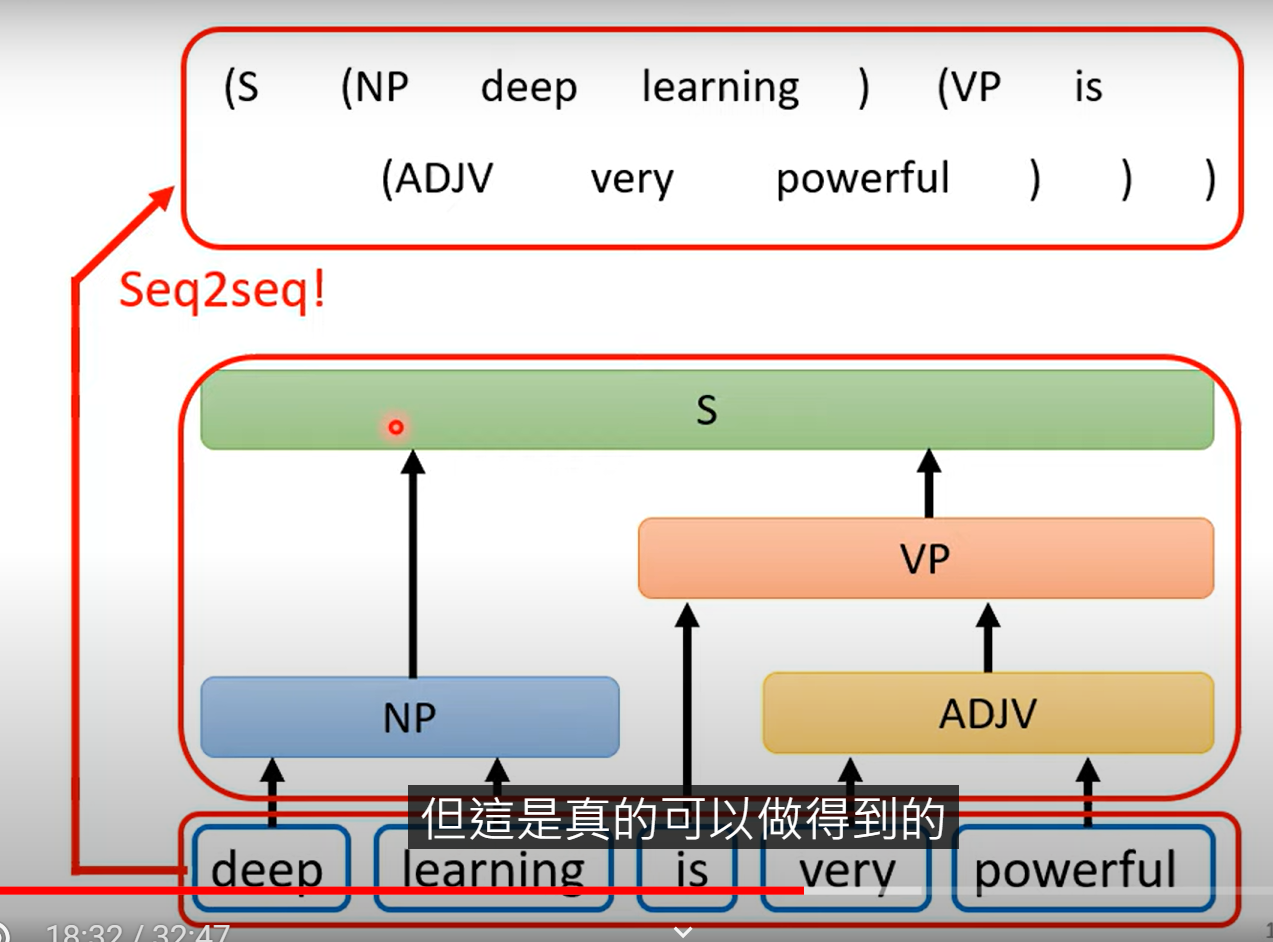 (S (NP deep learning ) (VP is
(ADJV very powerful ) ) )
Seq2seq!
S
VP
NP ADJV
但這是真的可以做得到的
deep learning is very powerful
18:32 / 32:47